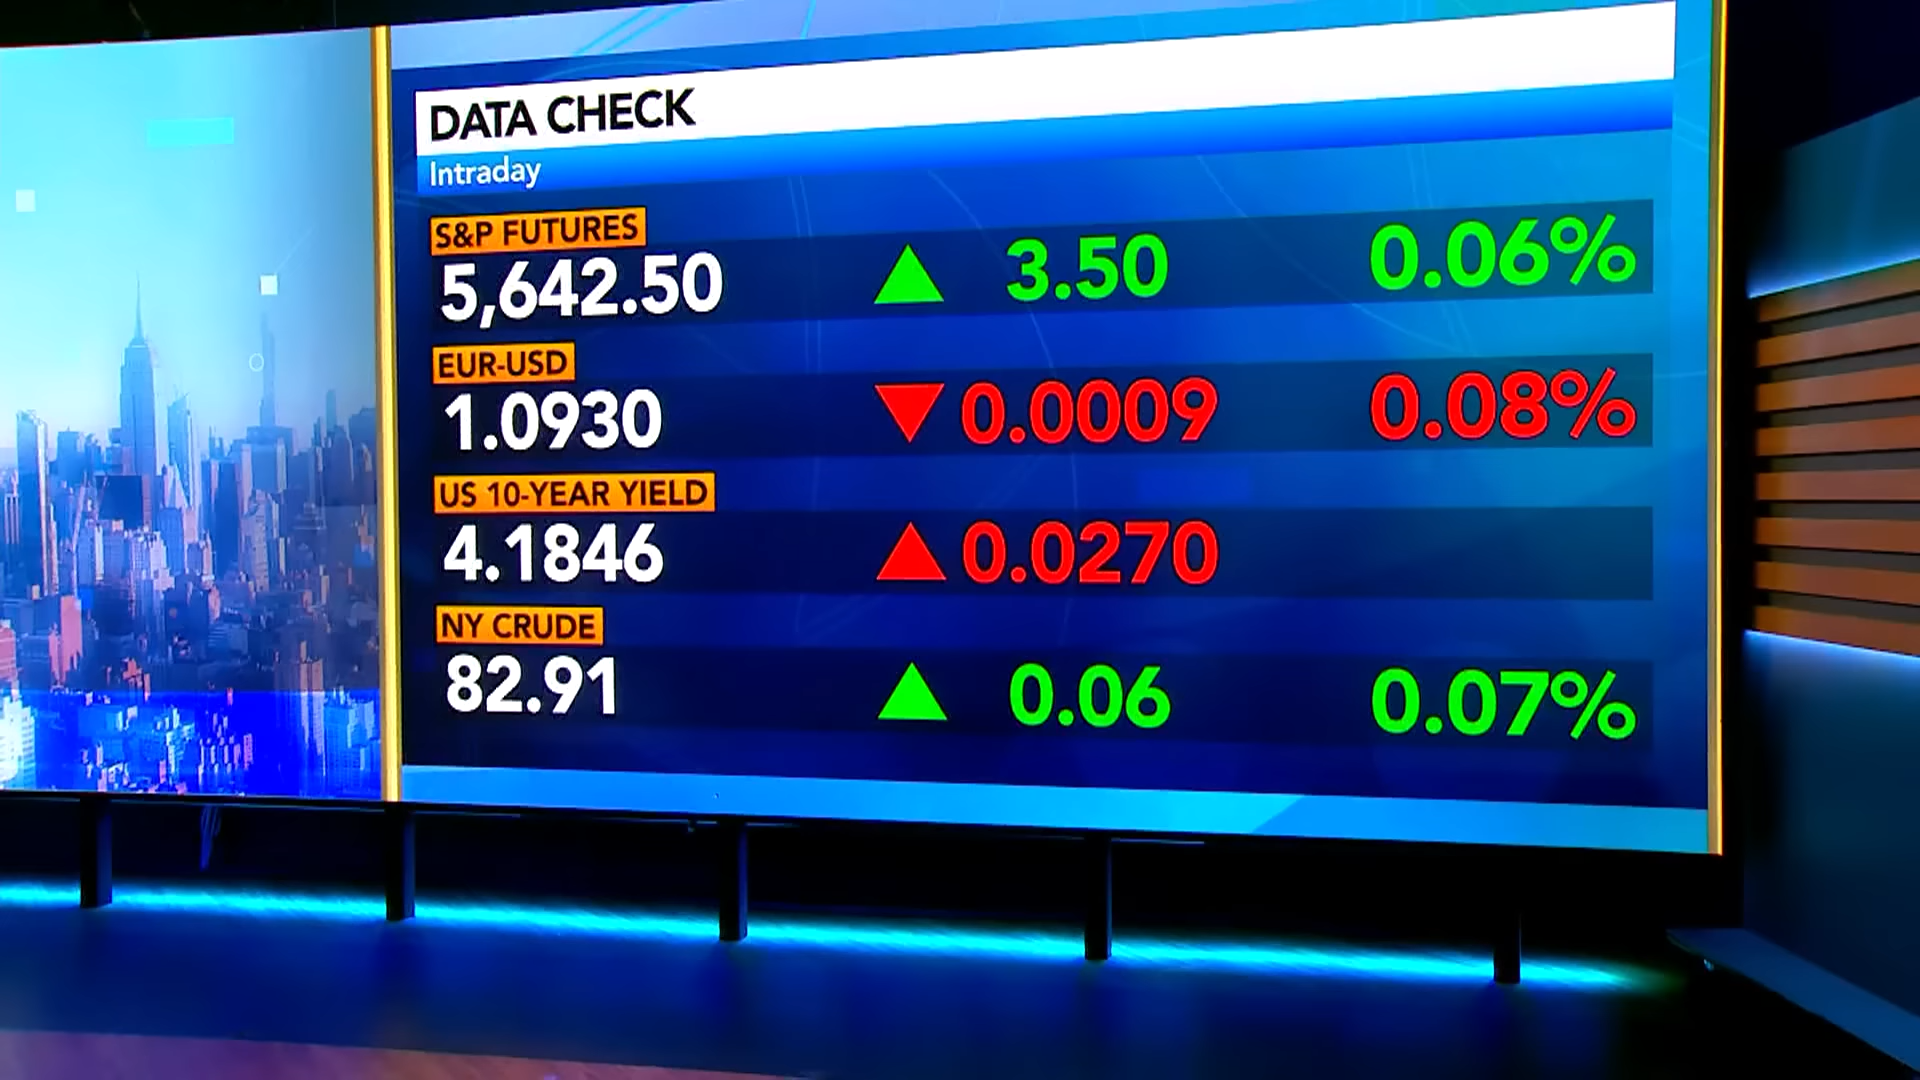 DATA CHECK
Intraday
S&P FUTURES
5,642.50 ▲ 3.50 0.06%
EUR-USD
1.0930 ▼ 0.0009 0.08%
US 10-YEAR YIELD
4.1846 ▲ 0.0270
NY CRUDE
82.91 ▲ 0.06 0.07%